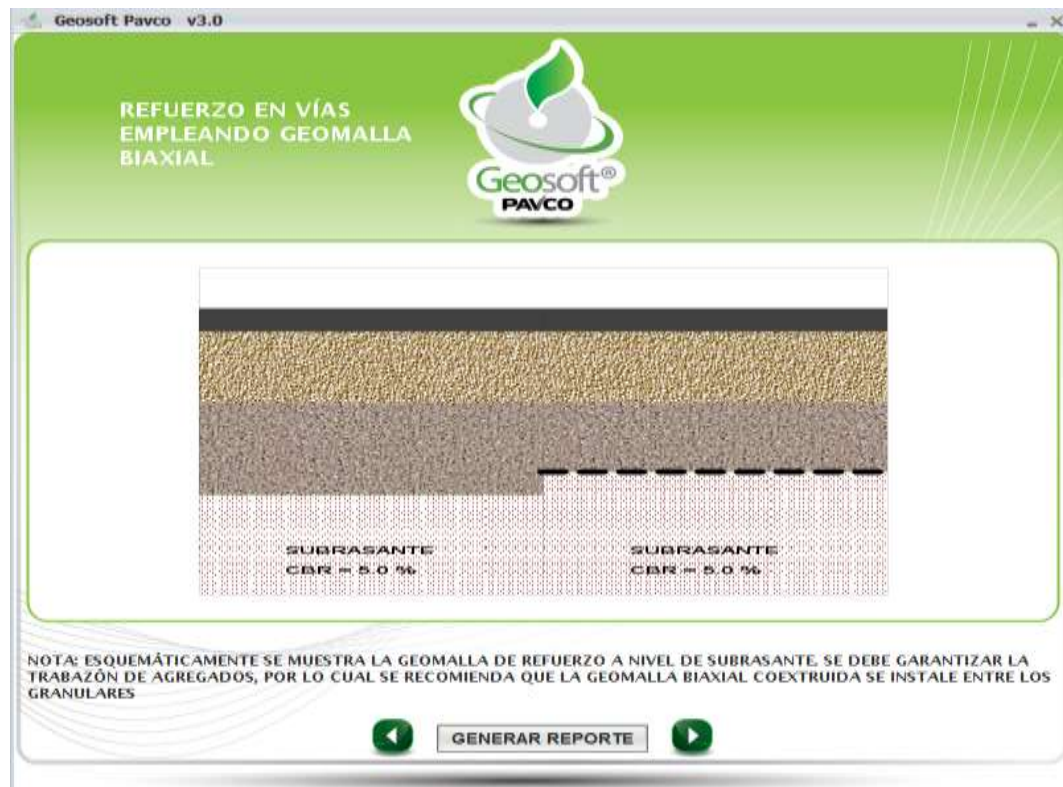 Geosoft Pavco v3.0
REFUERZO EN VÍAS
EMPLEANDO GEOMALLA
BIAXIAL
Geosoft®
PAVCO
SUBRASANTE
CBR = 5.0 %
SUBRASANTE
CBR = 5.0 %
NOTA: ESQUEMÁTICAMENTE SE MUESTRA LA GEOMALLA DE REFUERZO A NIVEL DE SUBRASANTE. SE DEBE GARANTIZAR LA
TRABAZÓN DE AGREGADOS, POR LO CUAL SE RECOMIENDA QUE LA GEOMALLA BIAXIAL COEXTRUIDA SE INSTALE ENTRE LOS
GRANULARES
GENERAR REPORTE